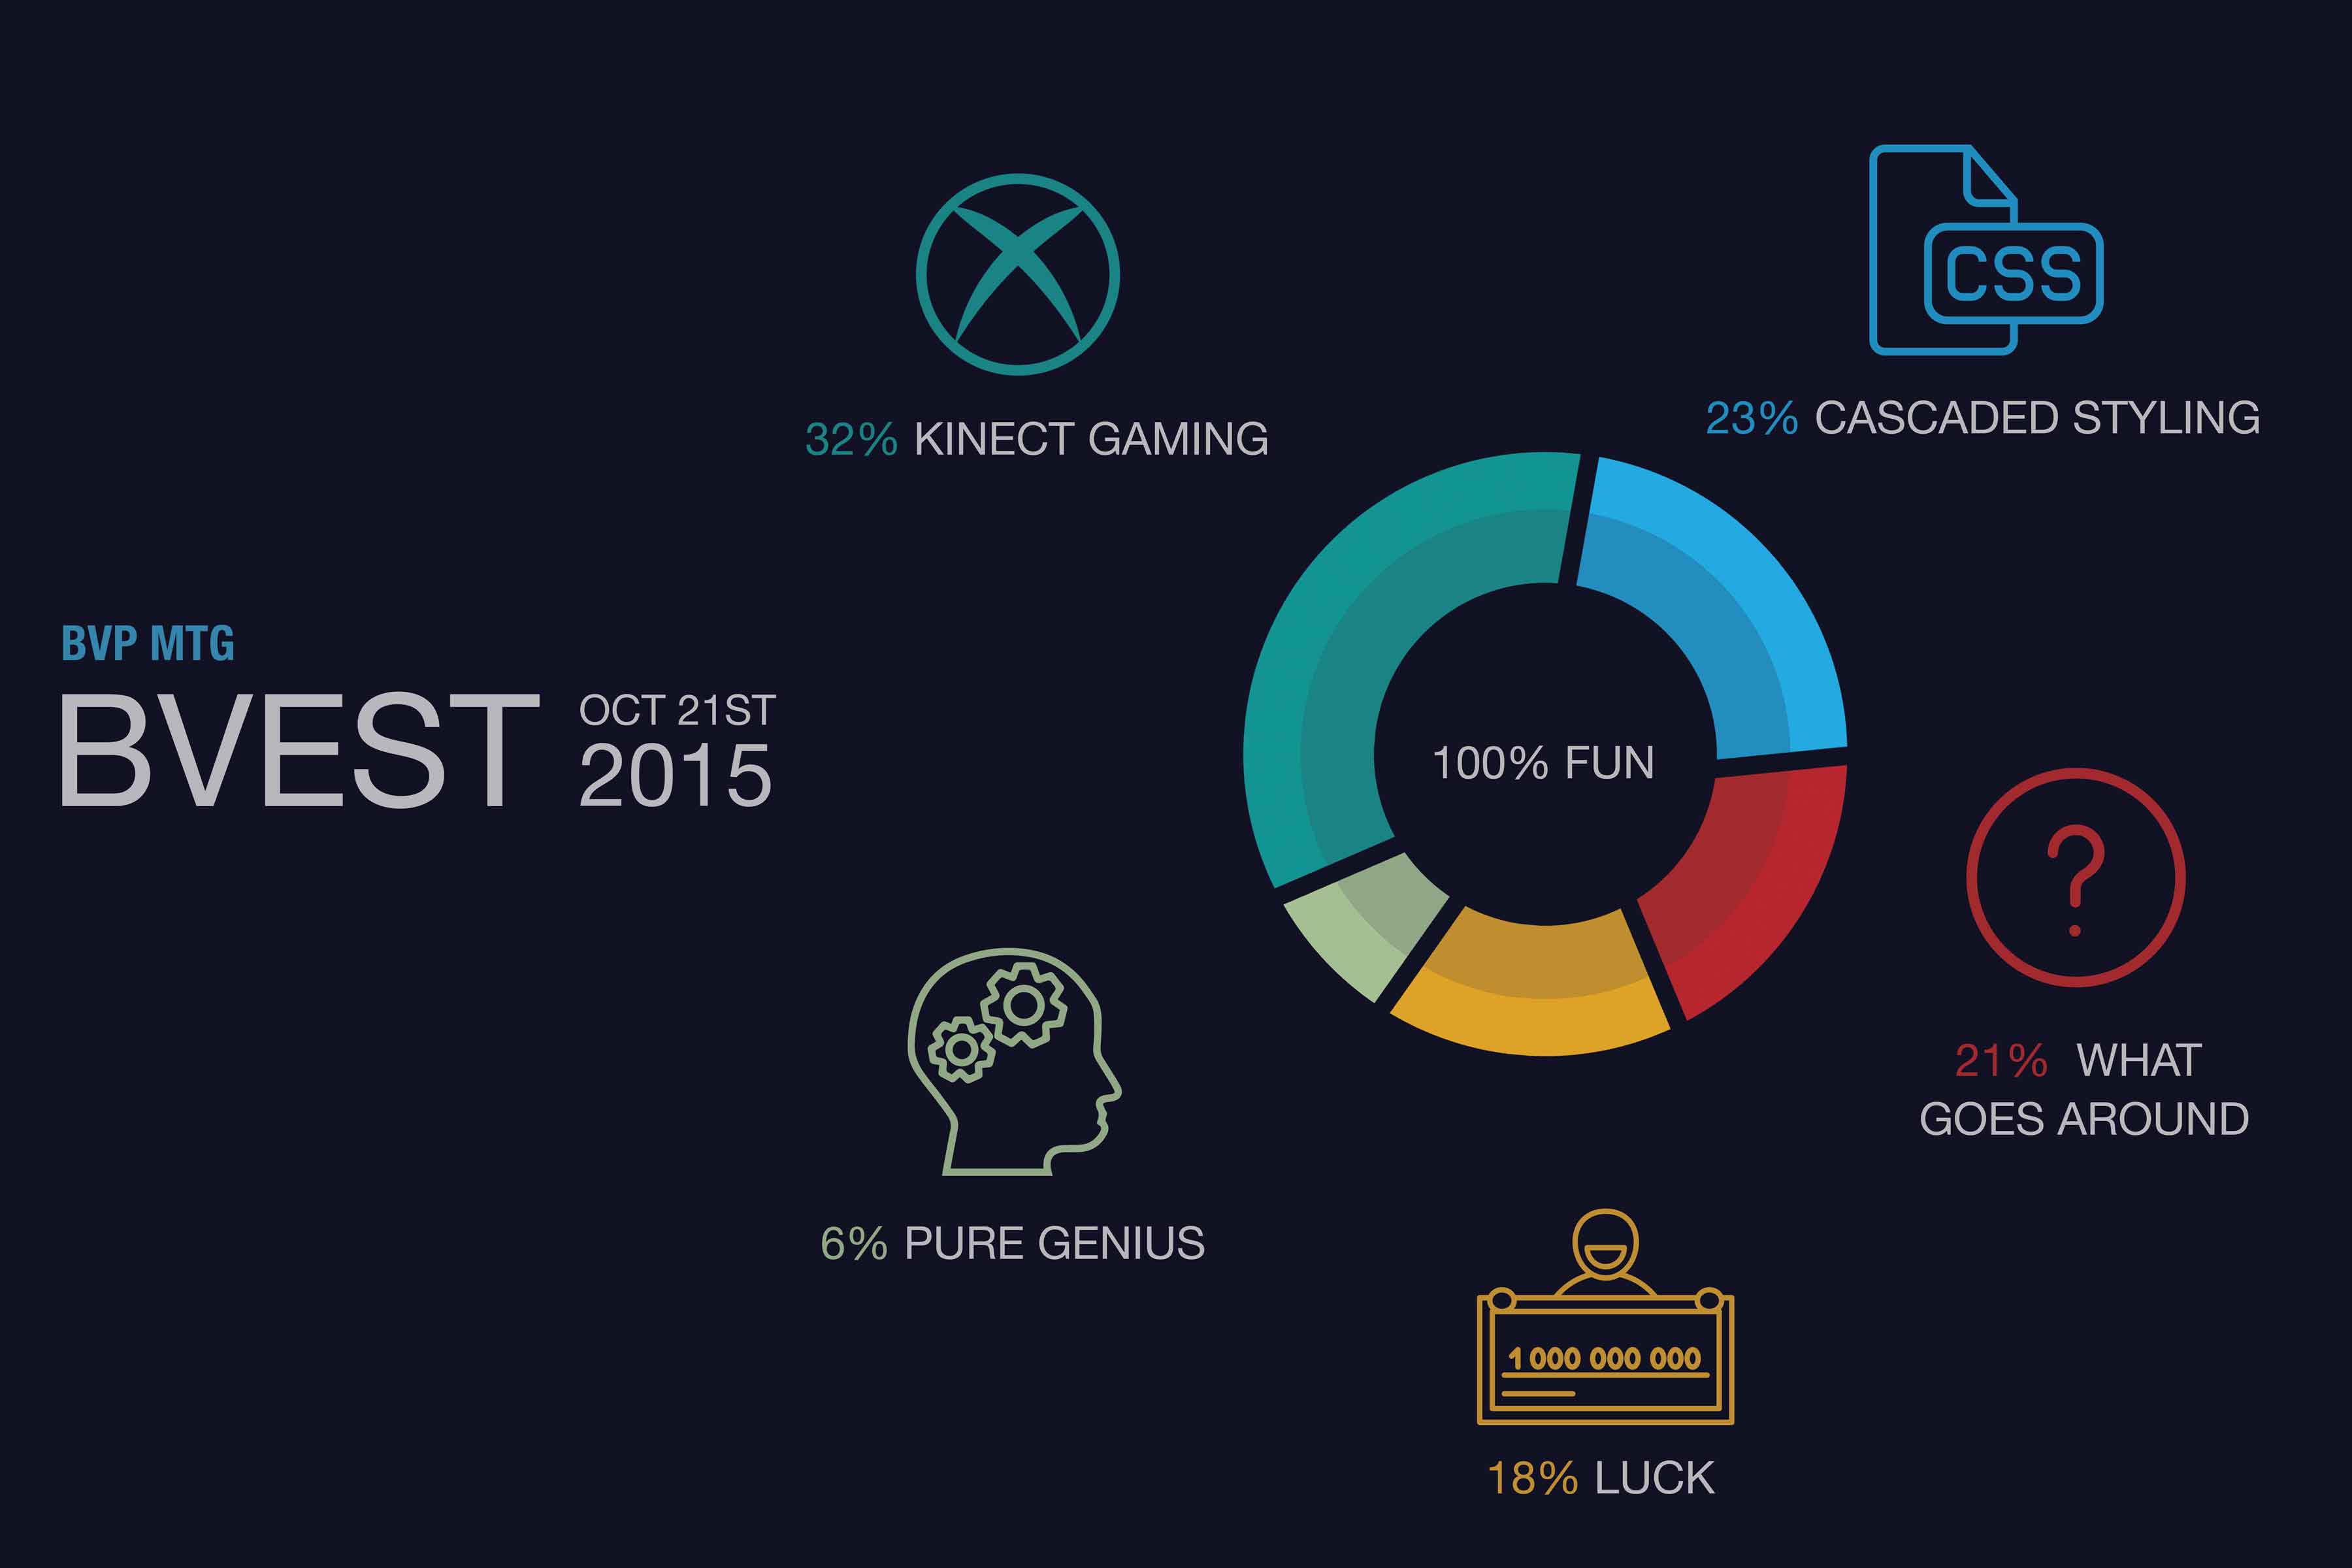 BVP MTG
BVEST
OCT 21ST
2015
32% KINECT GAMING
CSS
23% CASCADED STYLING
100% FUN
21% WHAT
GOES AROUND
6% PURE GENIUS
1 000 000 000
18% LUCK